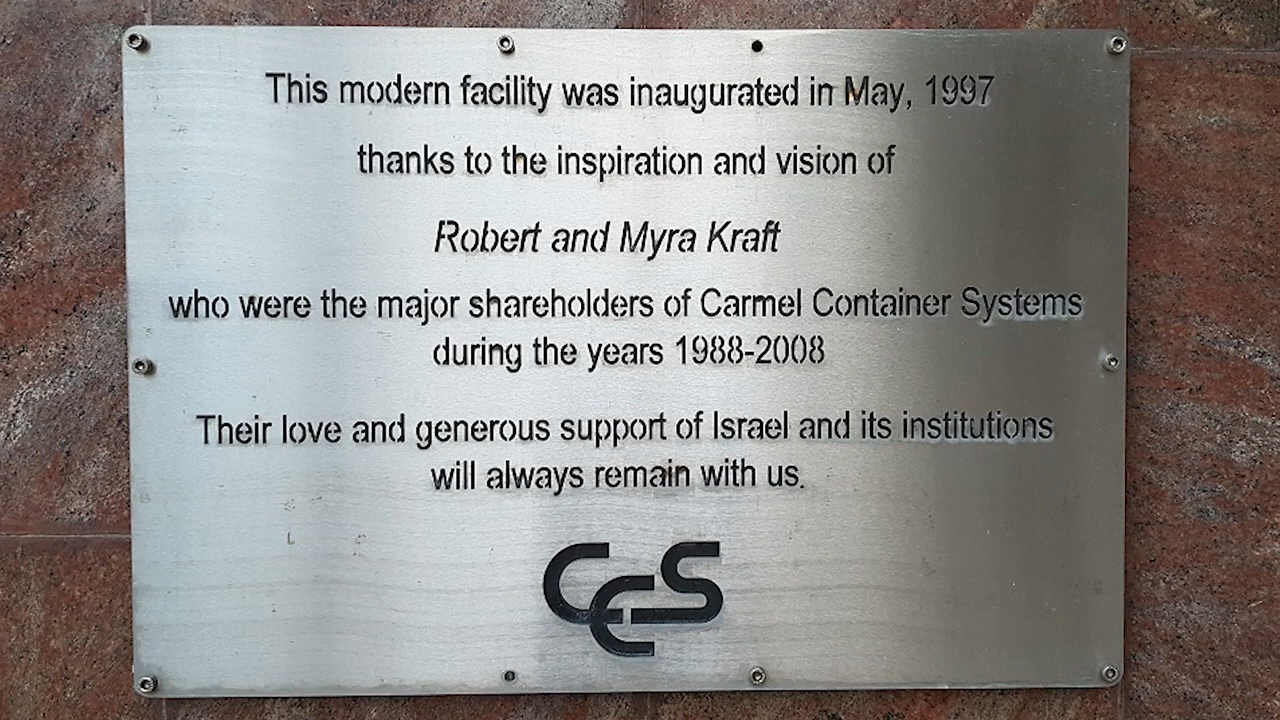 This modern facility was inaugurated in May, 1997
thanks to the inspiration and vision of
Robert and Myra Kraft
who were the major shareholders of Carmel Container Systems
during the years 1988-2008
Their love and generous support of Israel and its institutions
will always remain with us.
CCS